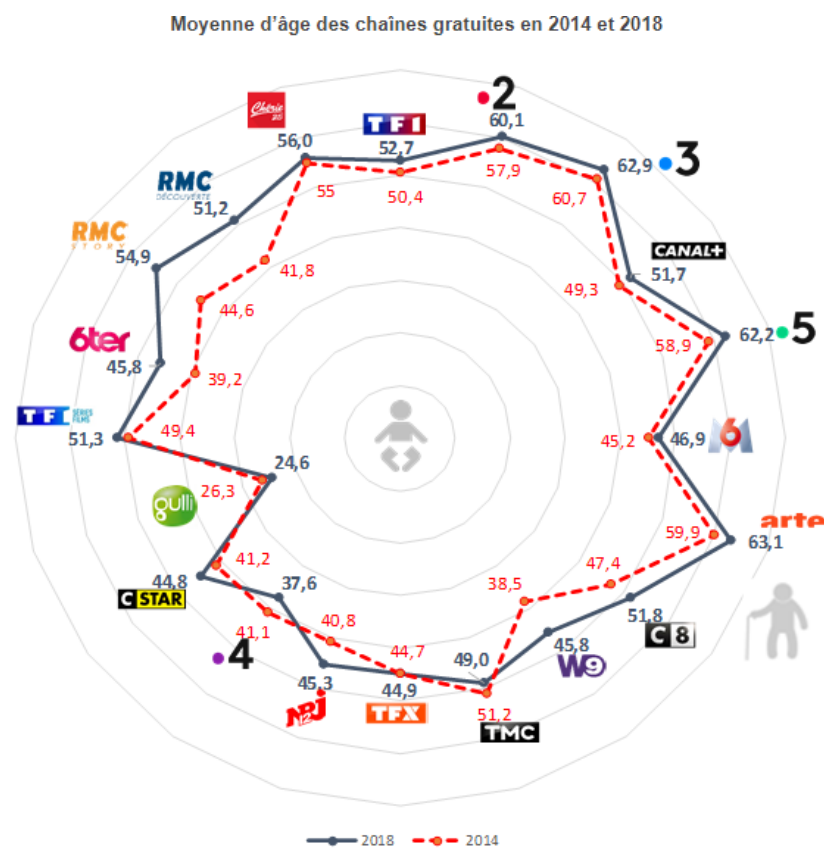 Moyenne d'âge des chaînes gratuites en 2014 et 2018
TF1
52,7
50,4
2
60,1
57,9
3
62,9
60,7
CANAL+
51,7
49,3
5
62,2
58,9
M6
46,9
45,2
arte
63,1
59,9
C8
51,8
47,4
W9
45,8
38,5
TMC
49,0
51,2
TFX
44,9
44,7
NRJ
12
45,3
40,8
4
37,6
41,1
CSTAR
44,8
41,2
gulli
24,6
26,3
TF1 SÉRIES
FILMS
51,3
49,4
6ter
45,8
39,2
RMC
STORY
54,9
44,6
RMC
DÉCOUVERTE
51,2
41,8
Chérie
25
56,0
55
2018
2014